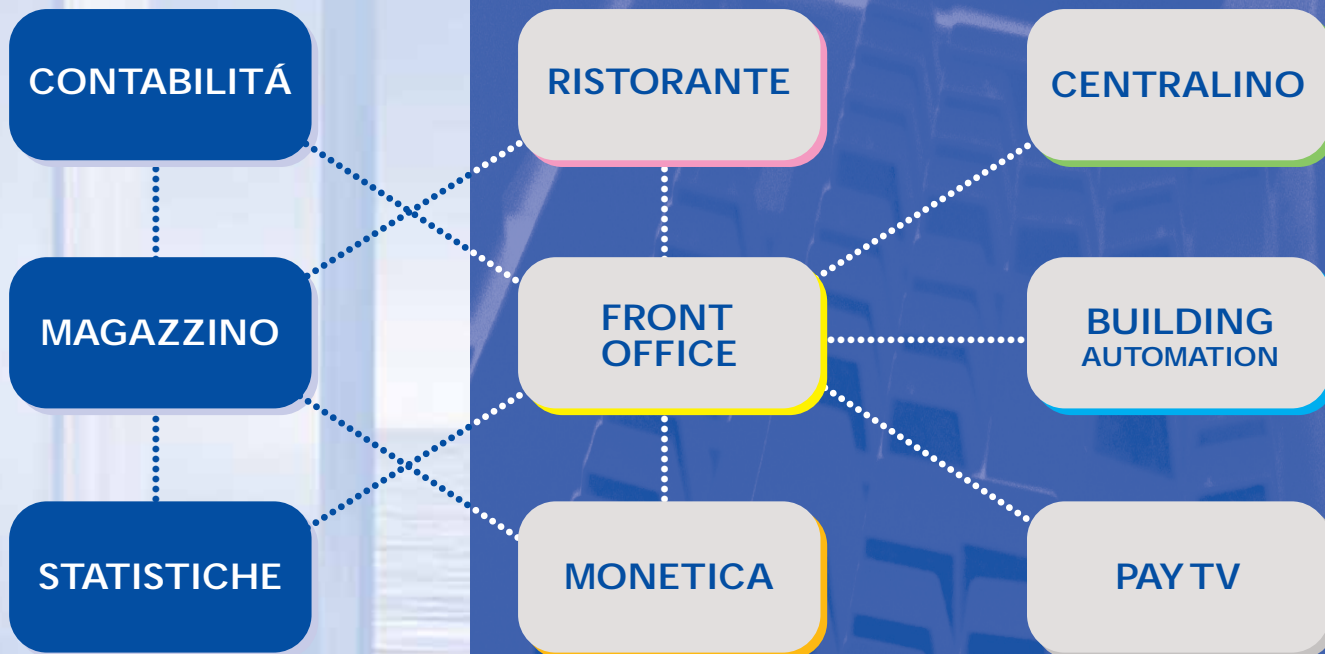 CONTABILITÁ
RISTORANTE
CENTRALINO
MAGAZZINO
FRONT
OFFICE
BUILDING
AUTOMATION
STATISTICHE
MONETICA
PAY TV